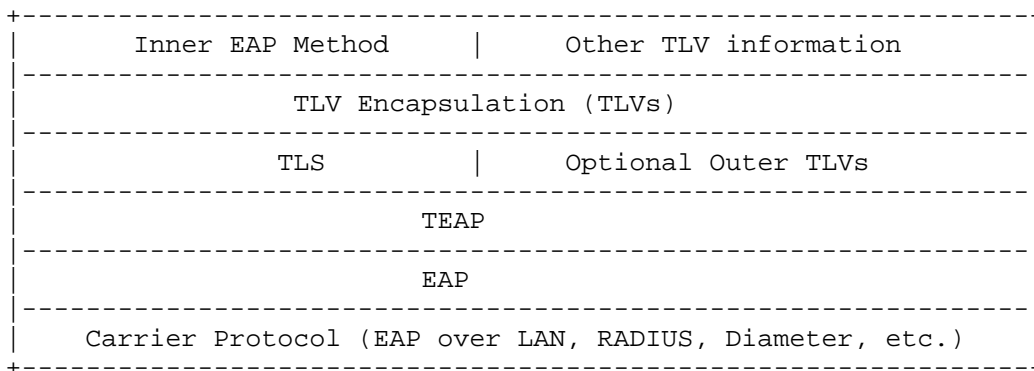 Inner EAP Method | Other TLV information
TLV Encapsulation (TLVs)
TLS | Optional Outer TLVs
TEAP
EAP
Carrier Protocol (EAP over LAN, RADIUS, Diameter, etc.)